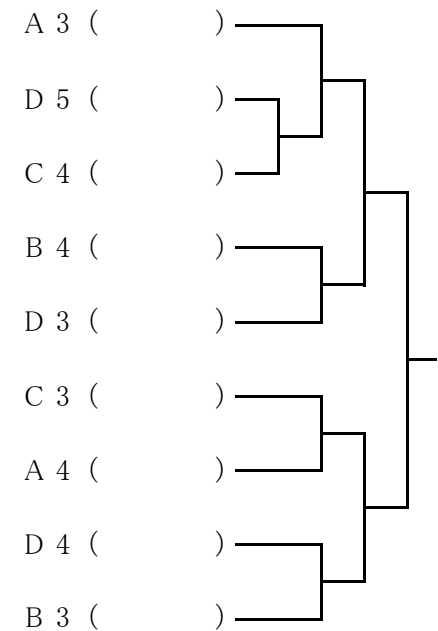 A 3 (            )
D 5 (            )
C 4 (            )
B 4 (            )
D 3 (            )
C 3 (            )
A 4 (            )
D 4 (            )
B 3 (            )